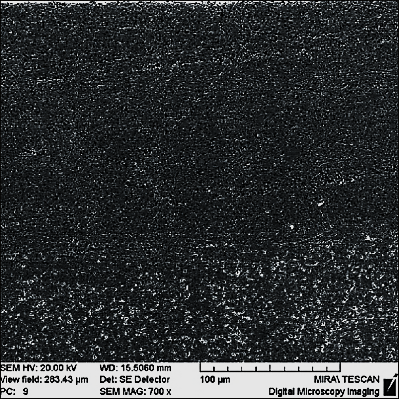 SEM HV: 20.00 kV WD: 15.5060 mm
View field: 283.43 µm Det: SE Detector 100 µm MIRA\ TESCAN
PC: 9 SEM MAG: 700 x Digital Microscopy Imaging